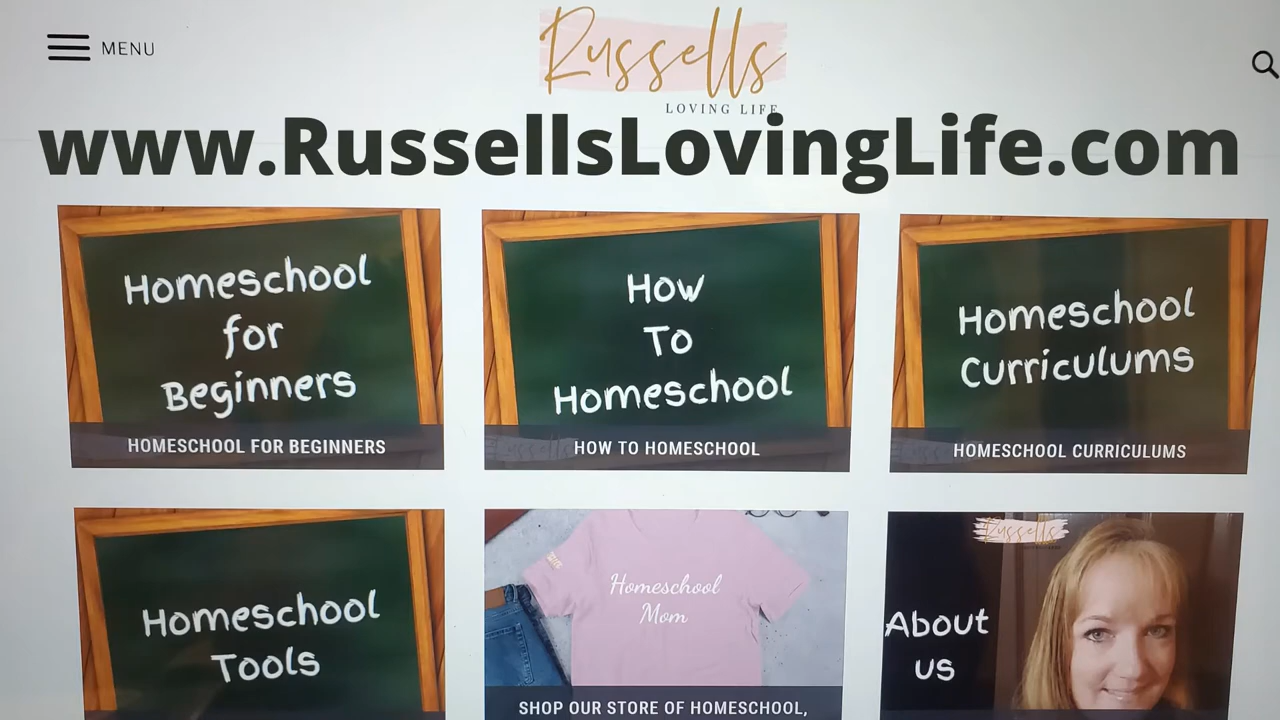 MENU
Russells
LOVING LIFE
www.RussellsLovingLife.com
Homeschool
for
Beginners
HOMESCHOOL FOR BEGINNERS
How
To
Homeschool
HOW TO HOMESCHOOL
Homeschool
Curriculums
HOMESCHOOL CURRICULUMS
Homeschool
Tools
Homeschool
Mom
SHOP OUR STORE OF HOMESCHOOL,
Russells
About
us